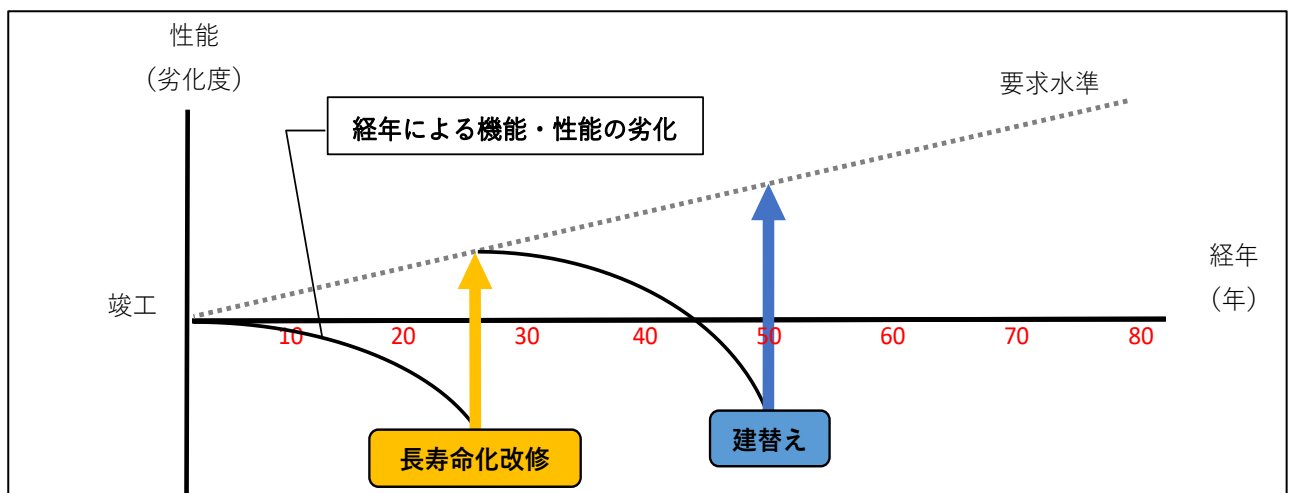 性能
（劣化度）
要求水準
経年による機能・性能の劣化
経年
（年）
竣工
10 20 30 40 50 60 70 80
長寿命化改修
建替え